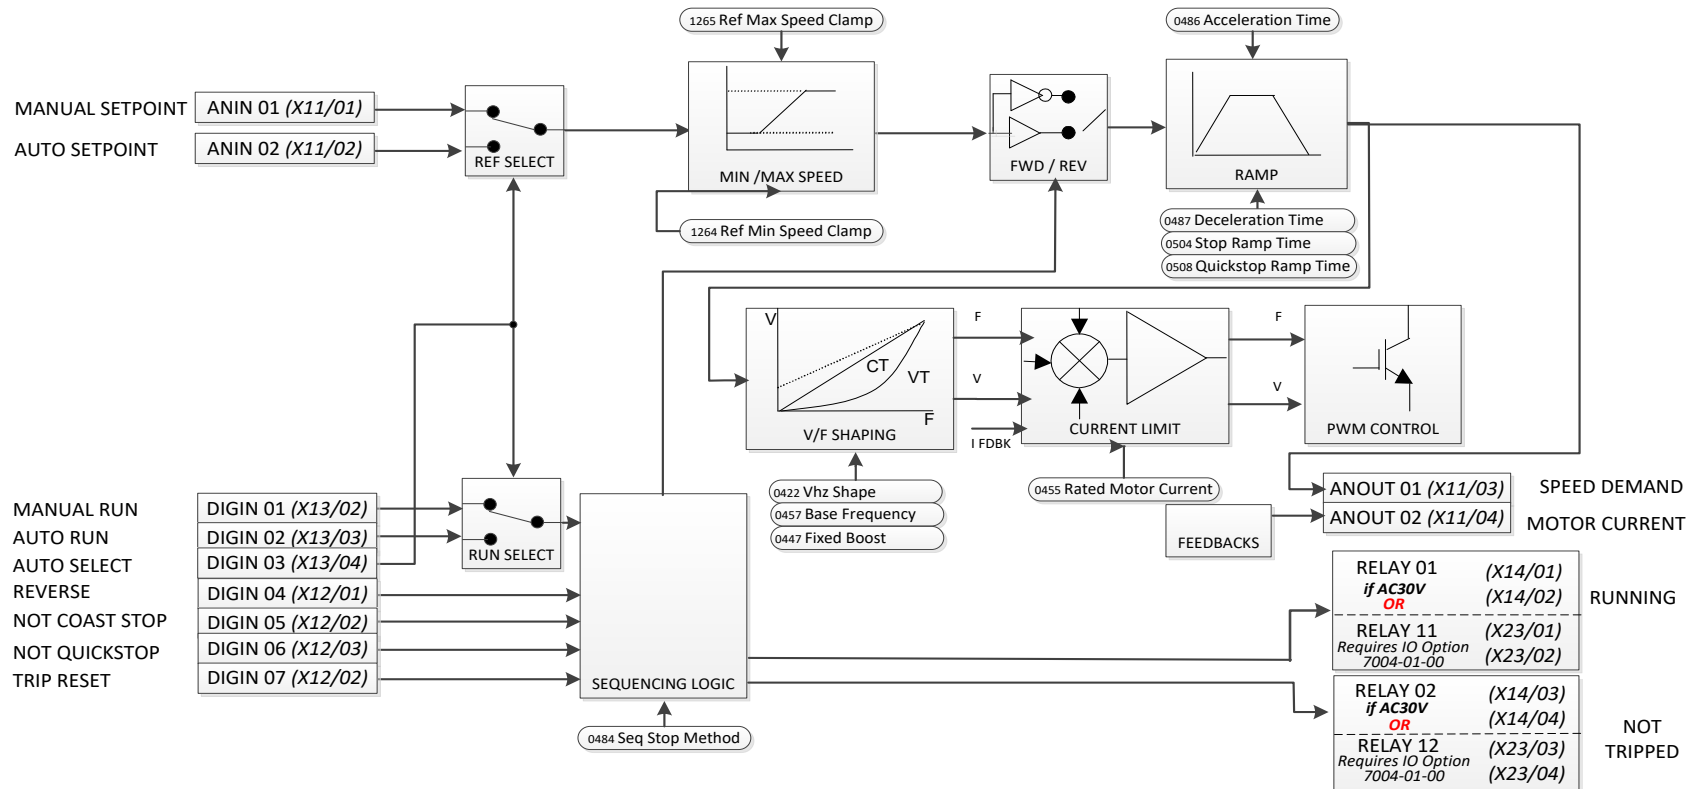 1265 Ref Max Speed Clamp
0486 Acceleration Time
MANUAL SETPOINT
ANIN 01 (X11/01)
AUTO SETPOINT
ANIN 02 (X11/02)
REF SELECT
MIN /MAX SPEED
FWD / REV
RAMP
1264 Ref Min Speed Clamp
0487 Deceleration Time
0504 Stop Ramp Time
0508 Quickstop Ramp Time
V
CT
VT
F
V/F SHAPING
F
V
I FDBK
CURRENT LIMIT
F
V
PWM CONTROL
0422 Vhz Shape
0457 Base Frequency
0447 Fixed Boost
0455 Rated Motor Current
ANOUT 01 (X11/03)
SPEED DEMAND
ANOUT 02 (X11/04)
MOTOR CURRENT
FEEDBACKS
MANUAL RUN
DIGIN 01 (X13/02)
AUTO RUN
DIGIN 02 (X13/03)
AUTO SELECT
DIGIN 03 (X13/04)
REVERSE
DIGIN 04 (X12/01)
NOT COAST STOP
DIGIN 05 (X12/02)
NOT QUICKSTOP
DIGIN 06 (X12/03)
TRIP RESET
DIGIN 07 (X12/02)
RUN SELECT
SEQUENCING LOGIC
0484 Seq Stop Method
RELAY 01
if AC30V
OR
(X14/01)
(X14/02)
RELAY 11
Requires IO Option
7004-01-00
(X23/01)
(X23/02)
RUNNING
RELAY 02
if AC30V
OR
(X14/03)
(X14/04)
RELAY 12
Requires IO Option
7004-01-00
(X23/03)
(X23/04)
NOT
TRIPPED